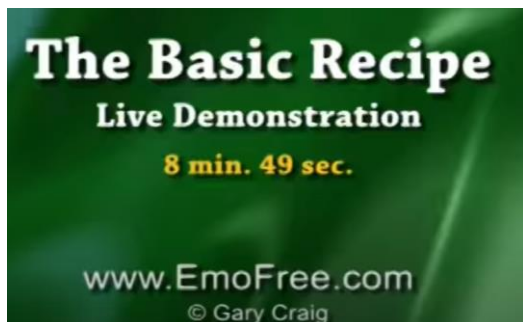 The Basic Recipe
Live Demonstration
8 min. 49 sec.
www.EmoFree.com
© Gary Craig